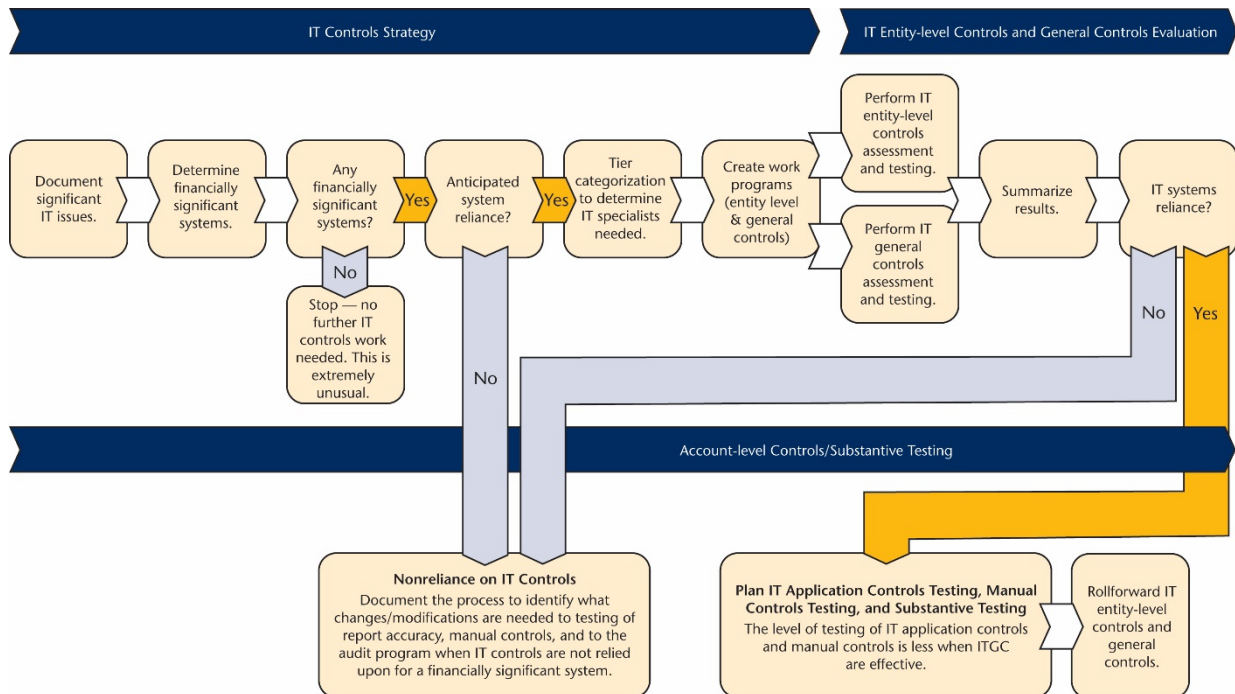 IT Controls Strategy
IT Entity-level Controls and General Controls Evaluation
Document
significant
IT issues.
Determine
financially
significant
systems.
Any
financially
significant
systems?
Yes
Anticipated
system
reliance?
Yes
Tier
categorization
to determine
IT specialists
needed.
Create work
programs
(entity level
& general
controls)
Perform IT
entity-level
controls
assessment
and testing.
Perform IT
general
controls
assessment
and testing.
Summarize
results.
IT systems
reliance?
No
Stop — no
further IT
controls work
needed. This is
extremely
unusual.
No
No
Yes
Account-level Controls/Substantive Testing
Nonreliance on IT Controls
Document the process to identify what
changes/modifications are needed to testing of
report accuracy, manual controls, and to the
audit program when IT controls are not relied
upon for a financially significant system.
Plan IT Application Controls Testing, Manual
Controls Testing, and Substantive Testing
The level of testing of IT application controls
and manual controls is less when ITGC
are effective.
Rollforward IT
entity-level
controls and
general
controls.